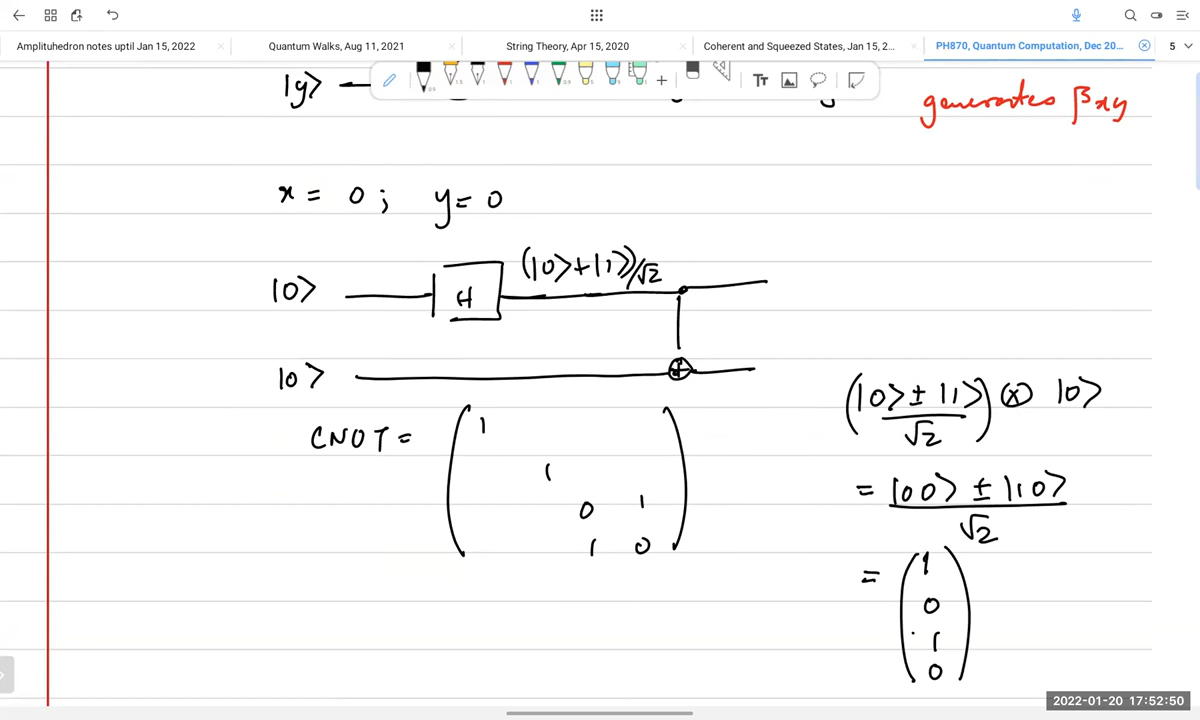 Amplituhedron notes uptil Jan 15, 2022
Quantum Walks, Aug 11, 2021
String Theory, Apr 15, 2020
Coherent and Squeezed States, Jan 15, 2...
PH870, Quantum Computation, Dec 20...
5
|y>
Tт
generates βxy
x = 0 ; y = 0
|0> H (|0>+|1>)/√2
|0>
CNOT =
1
1
0 1
1 0
(|0> ± |1>)/√2 ⊗ |0>
= |00> ± |10>
√2
=
1
0
1
0
2022-01-20 17:52:50